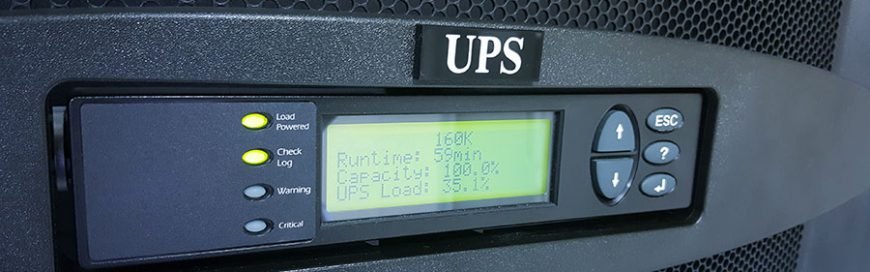 UPS
Load
Powered
Check
Log
Warning
Critical
160K
Runtime: 59min
Capacity: 100.0%
UPS Load: 35.1%
ESC
?